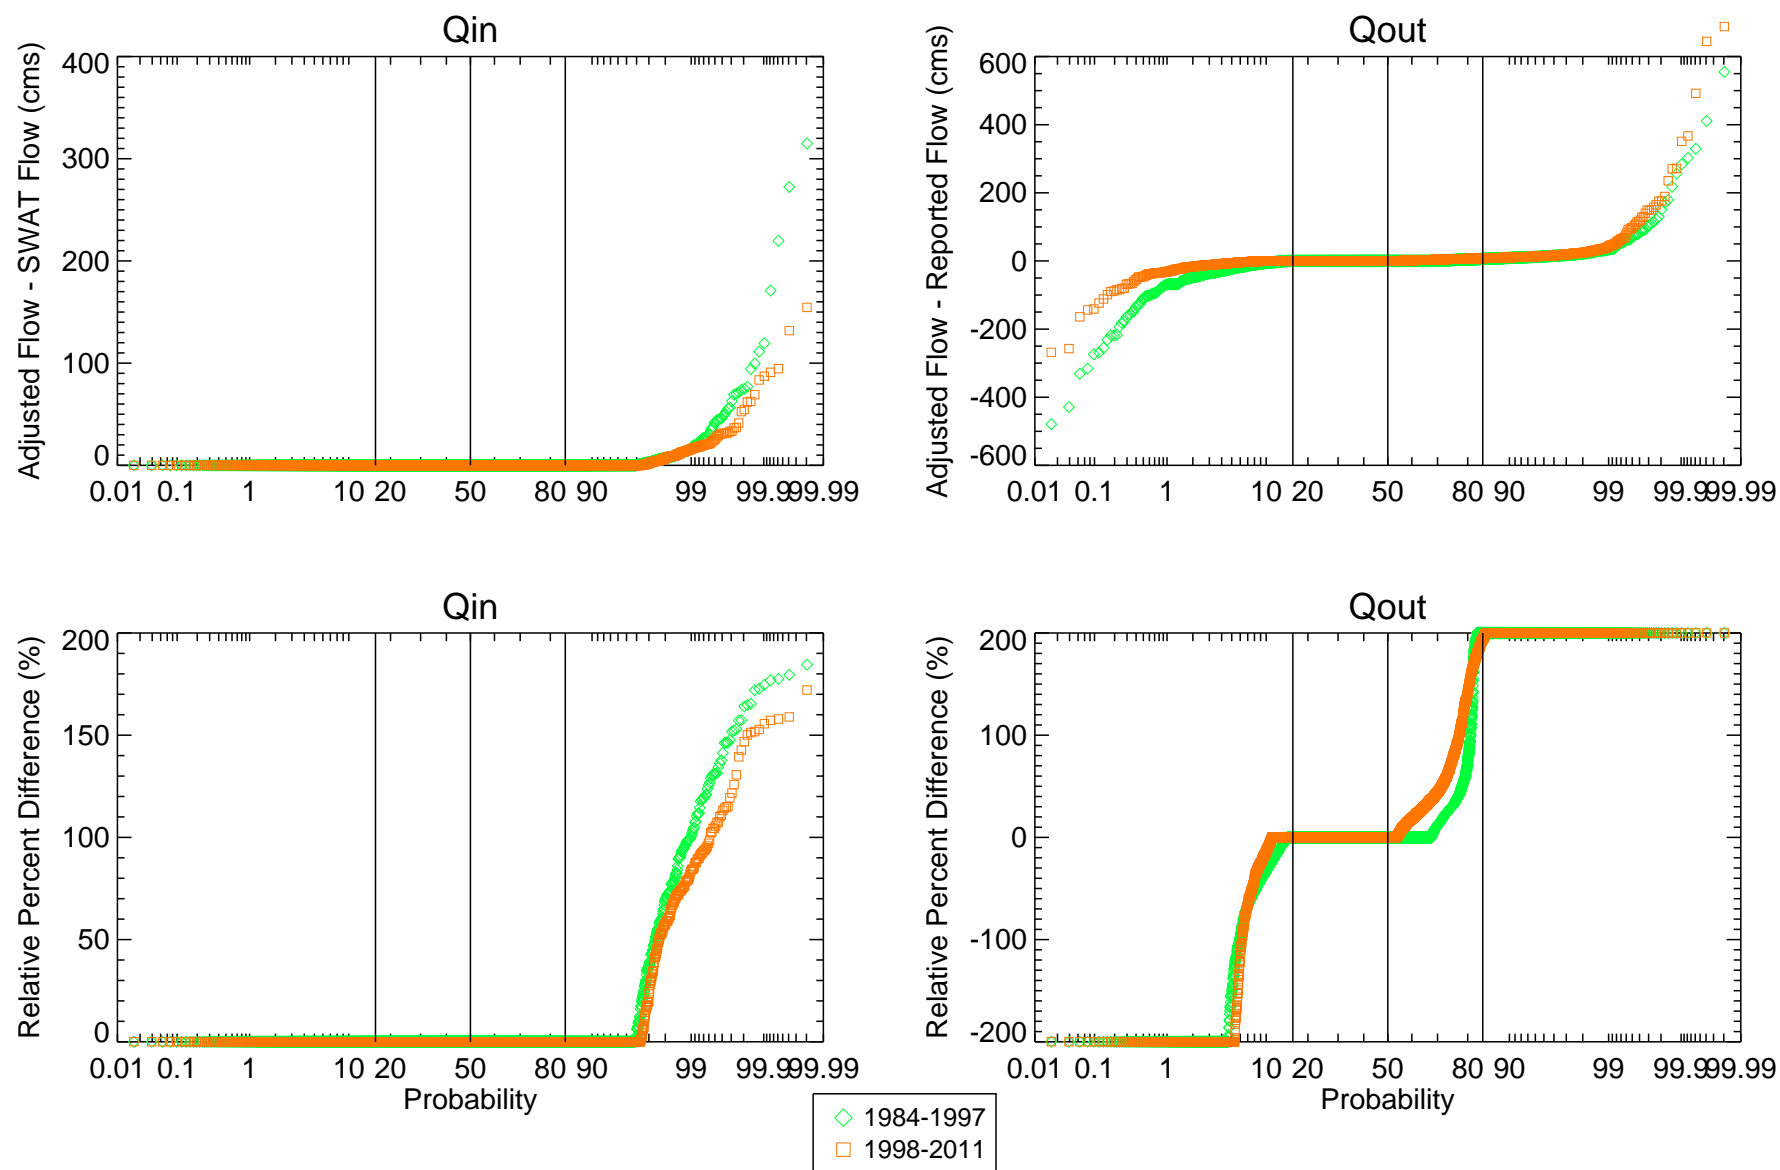 Qin
Qout
Adjusted Flow - SWAT Flow (cms)
400
300
200
100
0
0.01 0.1 1 10 20 50 80 90 99 99.9 99.99
Adjusted Flow - Reported Flow (cms)
600
400
200
0
-200
-400
-600
0.01 0.1 1 10 20 50 80 90 99 99.9 99.99
Qin
Qout
Relative Percent Difference (%)
200
150
100
50
0
0.01 0.1 1 10 20 50 80 90 99 99.9 99.99
Probability
Relative Percent Difference (%)
200
100
0
-100
-200
0.01 0.1 1 10 20 50 80 90 99 99.9 99.99
Probability
1984-1997
1998-2011